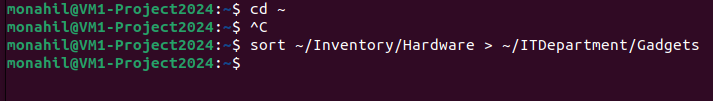 monahil@VM1-Project2024:~$ cd ~
monahil@VM1-Project2024:~$ ^C
monahil@VM1-Project2024:~$ sort ~/Inventory/Hardware > ~/ITDepartment/Gadgets
monahil@VM1-Project2024:~$